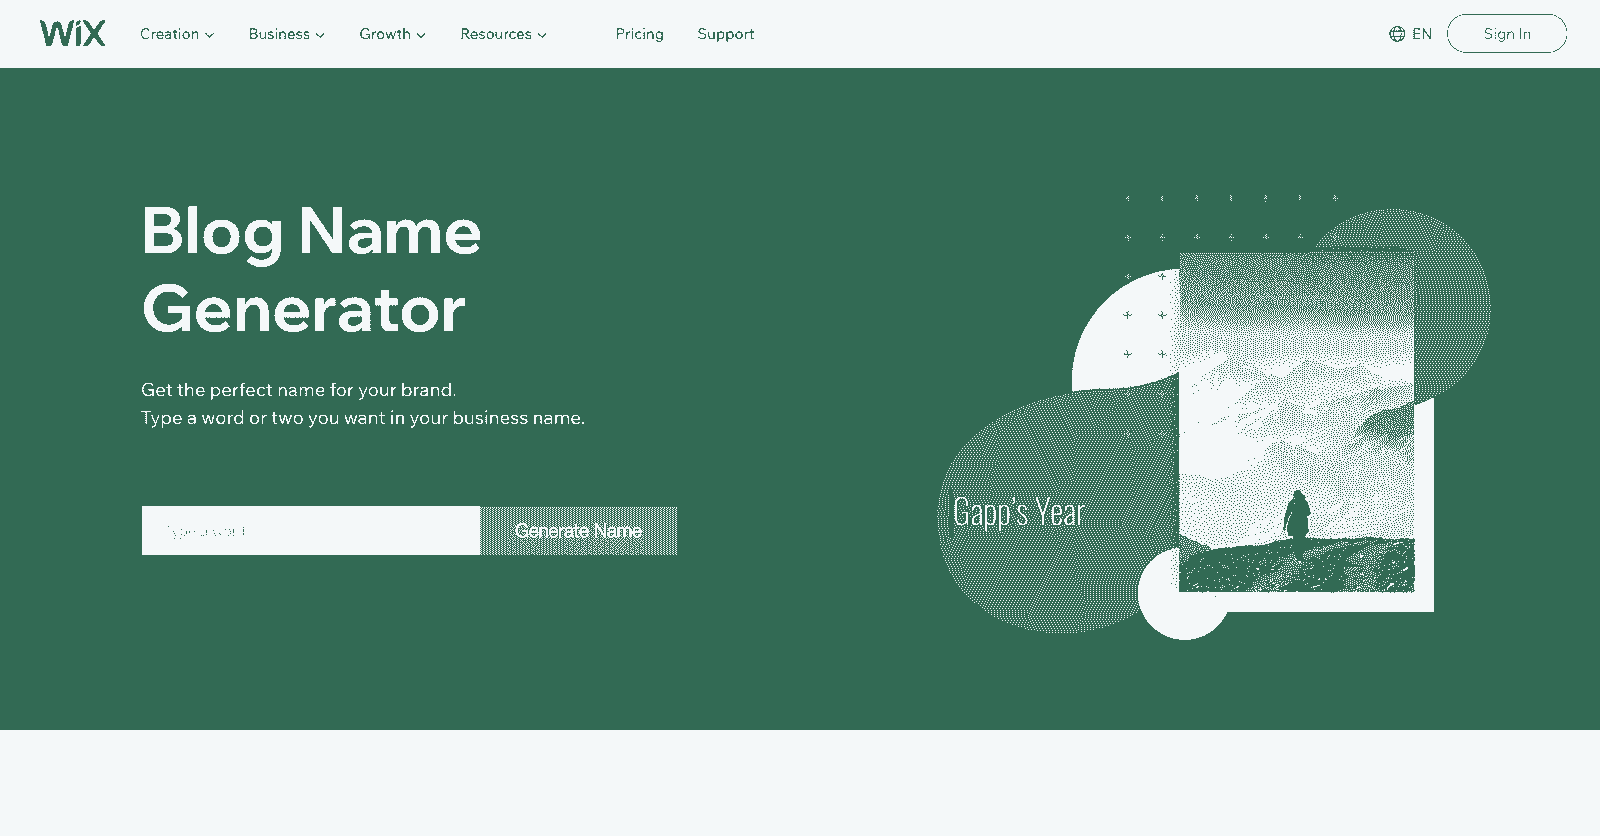 WiX
Creation
Business
Growth
Resources
Pricing
Support
EN
Sign In
Blog Name
Generator
Get the perfect name for your brand.
Type a word or two you want in your business name.
Type a word
Generate Name
Gapp's Year